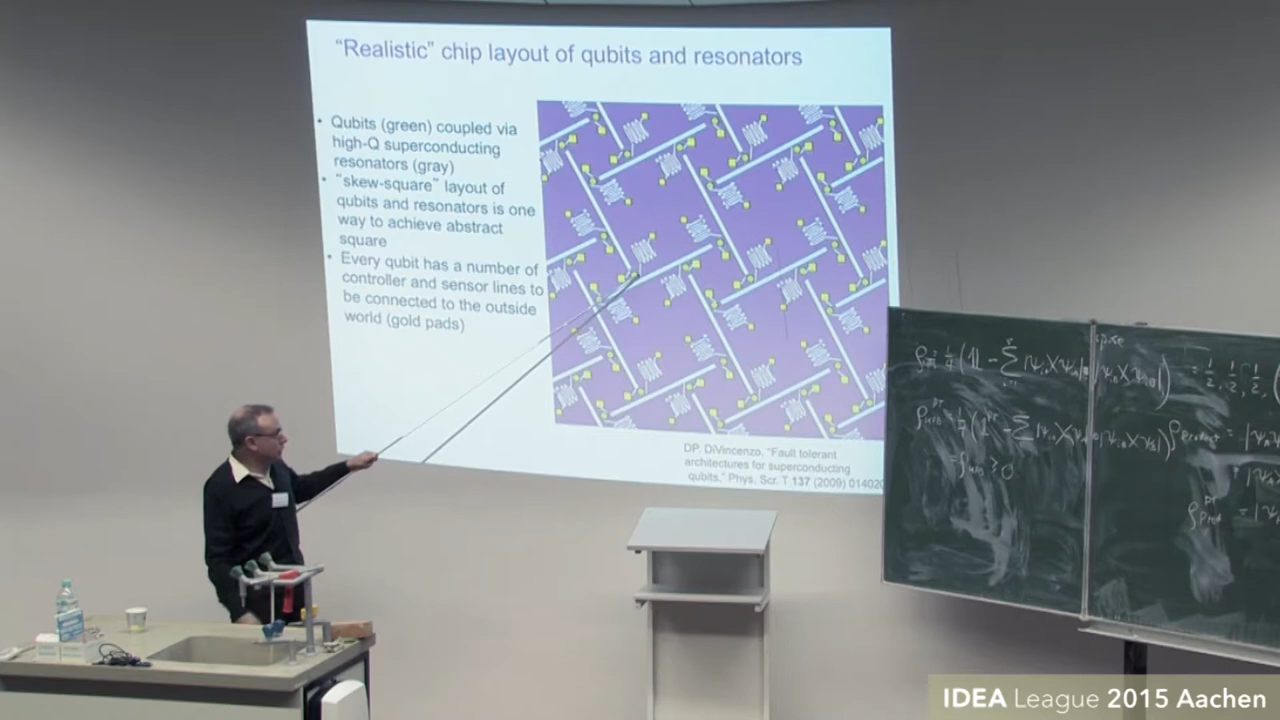 “Realistic” chip layout of qubits and resonators
• Qubits (green) coupled via
high-Q superconducting
resonators (gray)
• “skew-square” layout of
qubits and resonators is one
way to achieve abstract
square
• Every qubit has a number of
controller and sensor lines to
be connected to the outside
world (gold pads)
DP. DiVincenzo, “Fault tolerant
architectures for superconducting
qubits.” Phys. Scr. T 137 (2009) 014020
IDEA League 2015 Aachen